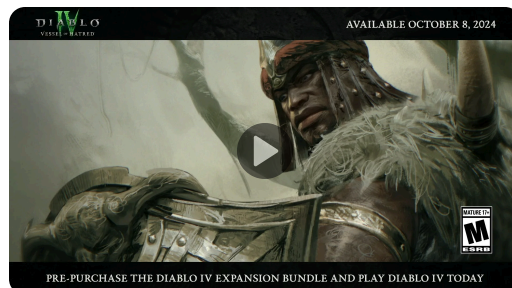 DIABLO
IV
VESSEL OF HATRED
AVAILABLE OCTOBER 8, 2024
MATURE 17+
M
ESRB
PRE-PURCHASE THE DIABLO IV EXPANSION BUNDLE AND PLAY DIABLO IV TODAY